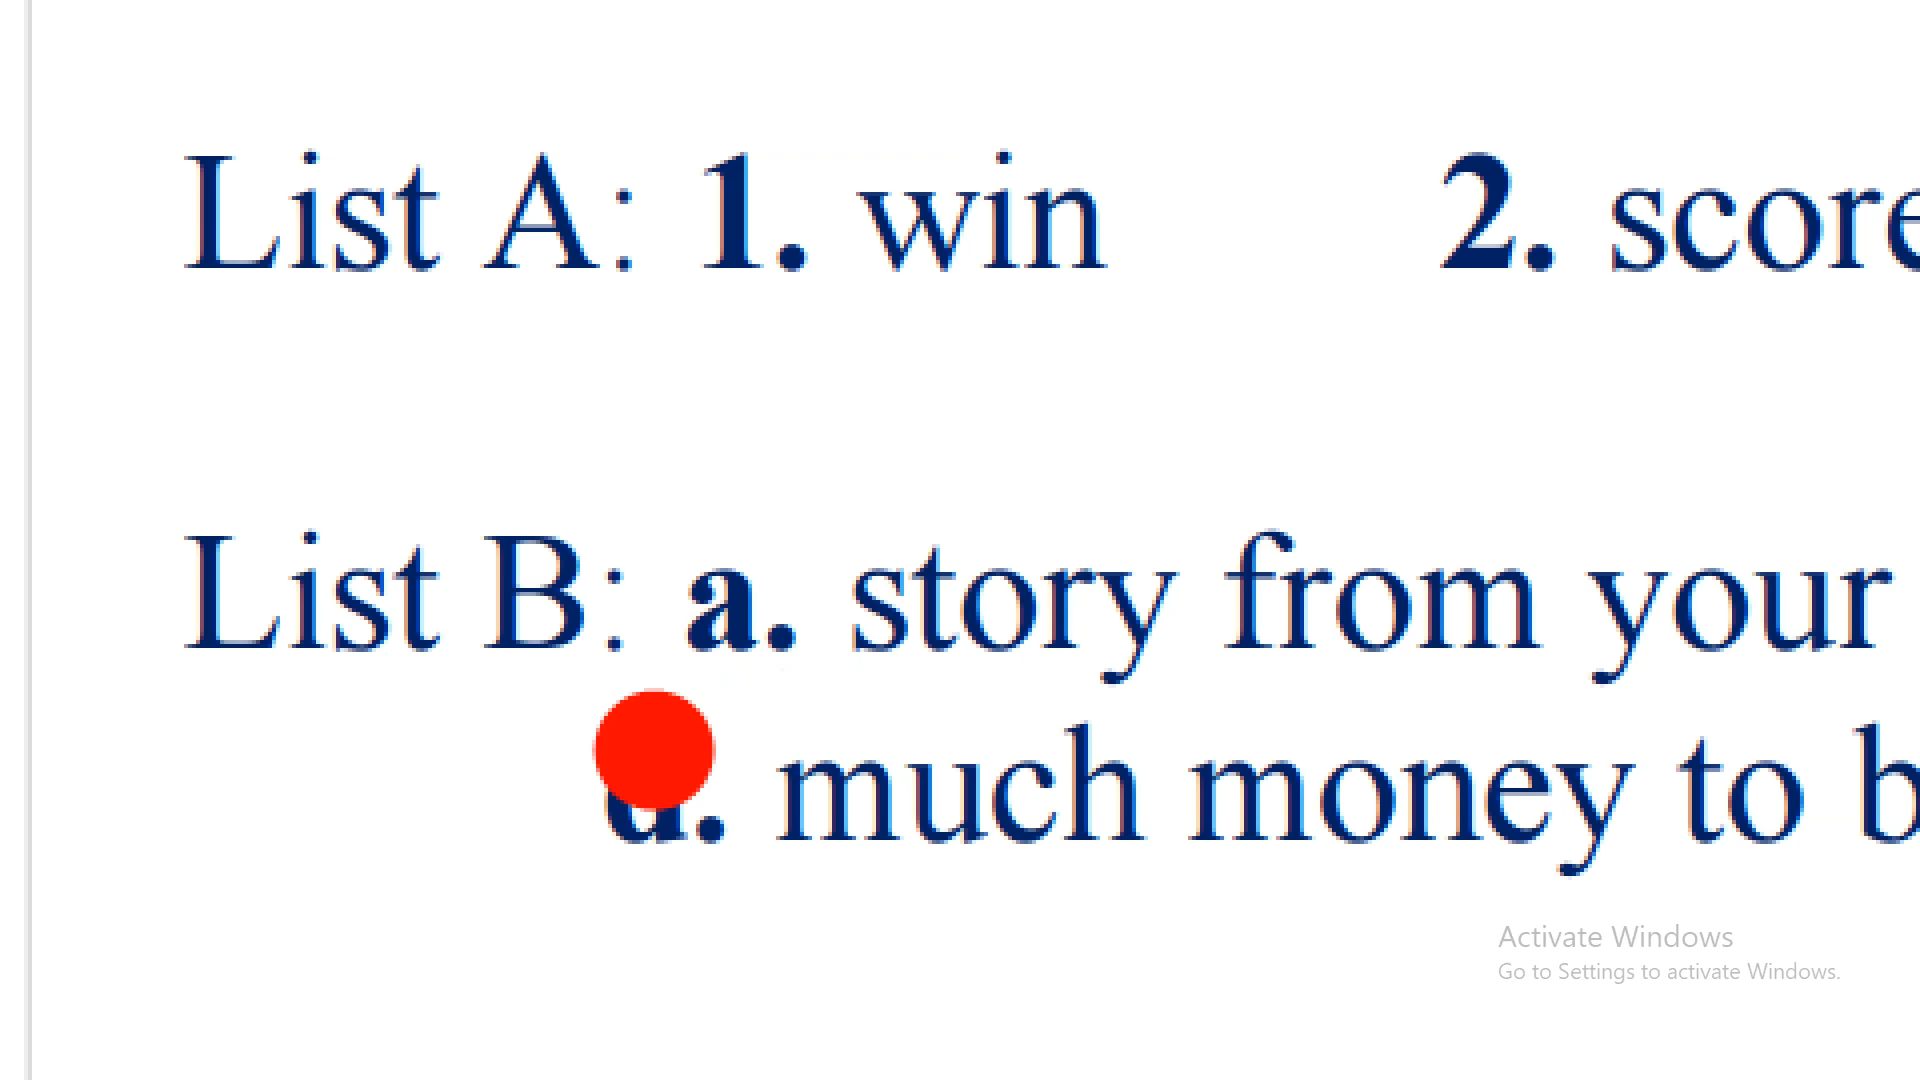 List A: 1. win 2. score
List B: a. story from your
d. much money to b
Activate Windows
Go to Settings to activate Windows.